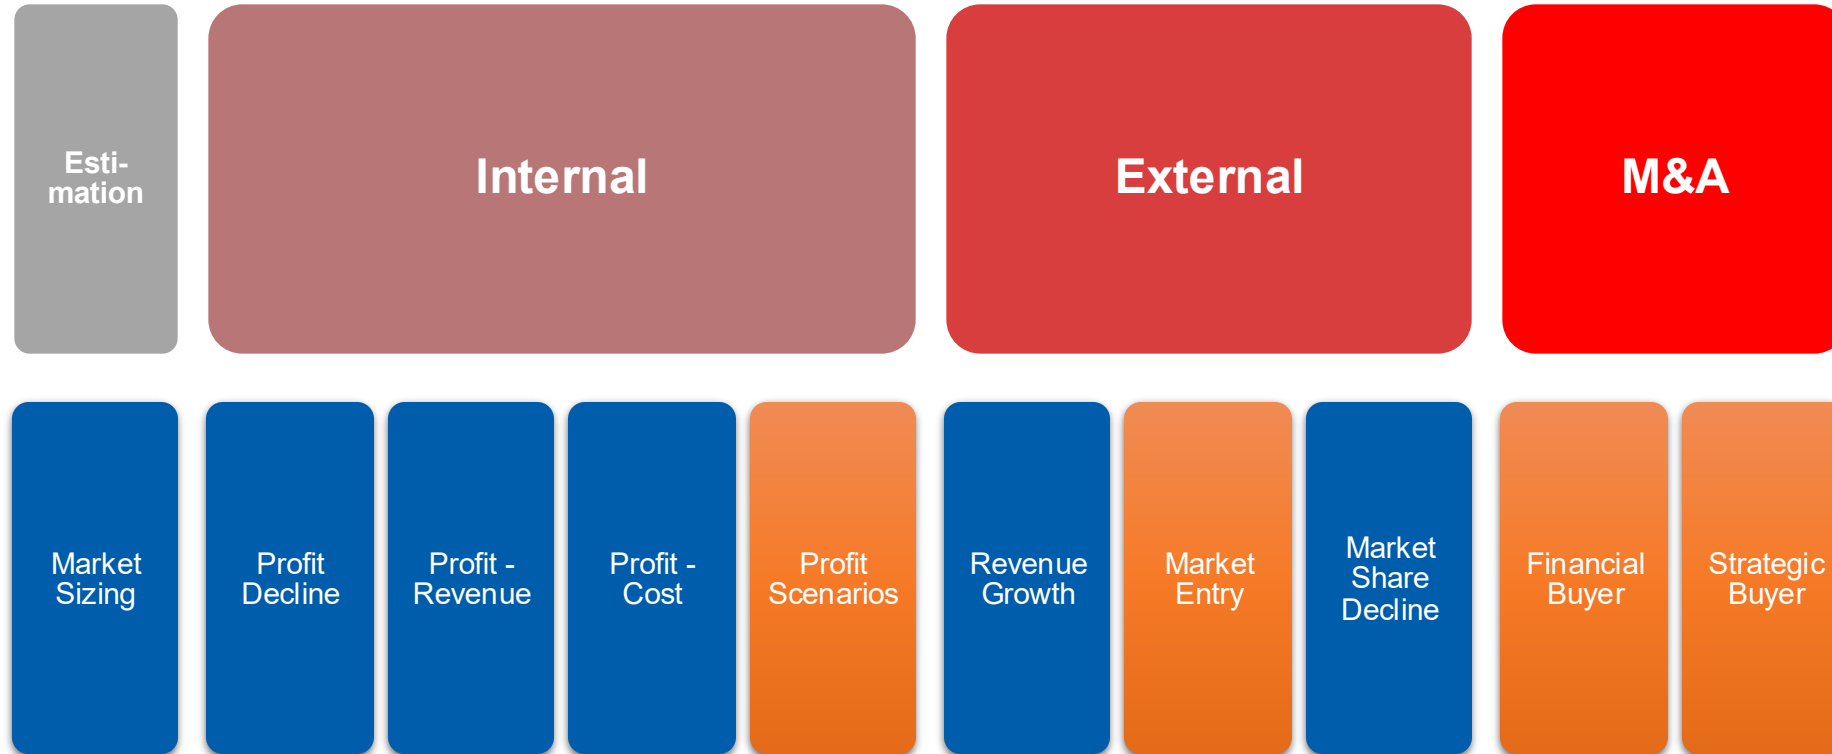 Esti-
mation
Internal
External
M&A
Market
Sizing
Profit
Decline
Profit -
Revenue
Profit -
Cost
Profit
Scenarios
Revenue
Growth
Market
Entry
Market
Share
Decline
Financial
Buyer
Strategic
Buyer